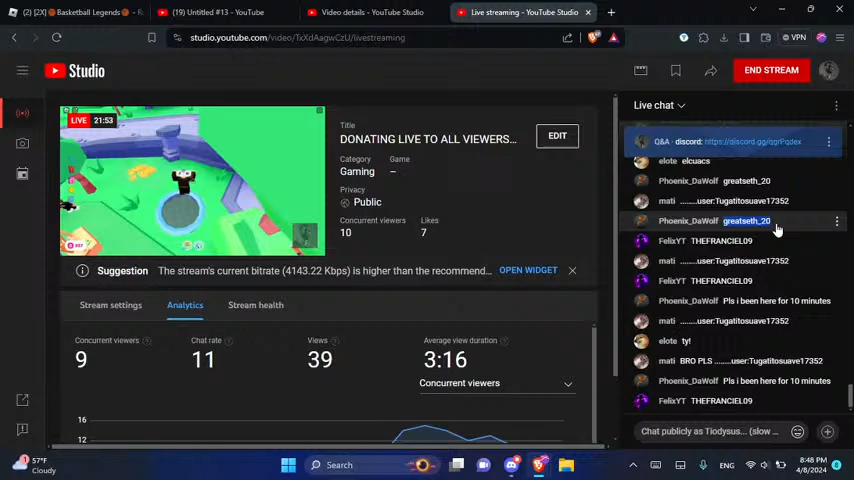 [2X] Basketball Legends - R
(19) Untitled #13 - YouTube
Video details - YouTube Studio
Live streaming - YouTube Studio
studio.youtube.com/video/TxXdAagwCzU/livestreaming
VPN
Studio
END STREAM
LIVE 21:53
Title
DONATING LIVE TO ALL VIEWERS...
EDIT
Category Game
Gaming –
Privacy
Public
Concurrent viewers Likes
10 7
Suggestion The stream's current bitrate (4143.22 Kbps) is higher than the recommend...
OPEN WIDGET
Stream settings Analytics Stream health
Concurrent viewers Chat rate Views Average view duration
9 11 39 3:16
Concurrent viewers
16
12
Live chat
Q&A · discord: https://discord.gg/qgrPqdex
elote elcuacs
Phoenix_DaWolf greatseth_20
mati ........user:Tugatitosuave17352
Phoenix_DaWolf greatseth_20
FelixYT THEFRANCIEL09
mati ........user:Tugatitosuave17352
FelixYT THEFRANCIEL09
Phoenix_DaWolf Pls i been here for 10 minutes
mati ........user:Tugatitosuave17352
elote ty!
mati BRO PLS ........user:Tugatitosuave17352
Phoenix_DaWolf Pls i been here for 10 minutes
FelixYT THEFRANCIEL09
Chat publicly as Tiodysus... (slow ...
57°F
Cloudy
Search
ENG
8:48 PM
4/8/2024